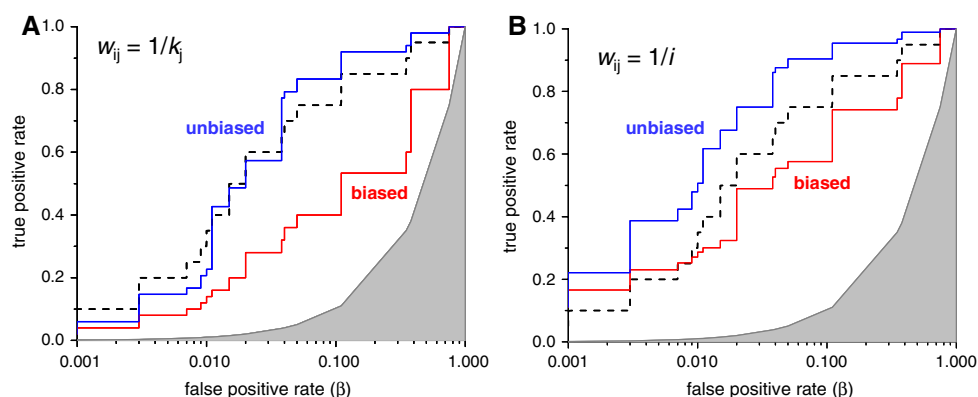 A
w_ij = 1/k_j
unbiased
biased
true positive rate
1.0
0.8
0.6
0.4
0.2
0.0
0.001
0.010
0.100
1.000
false positive rate (β)
B
w_ij = 1/i
unbiased
biased
true positive rate
1.0
0.8
0.6
0.4
0.2
0.0
0.001
0.010
0.100
1.000
false positive rate (β)